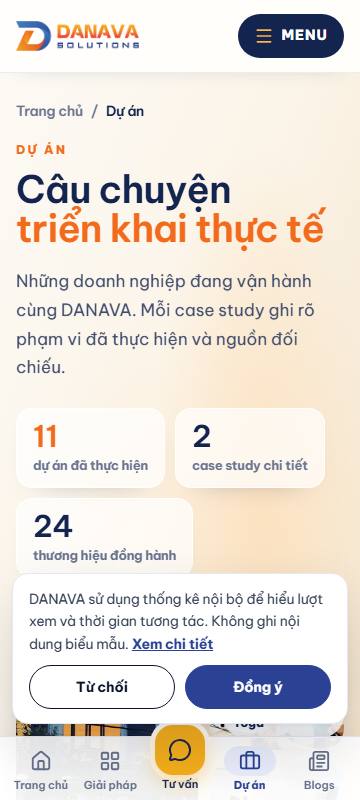 DANAVA
SOLUTIONS
MENU
Trang chủ / Dự án
DỰ ÁN
Câu chuyện
triển khai thực tế
Những doanh nghiệp đang vận hành
cùng DANAVA. Mỗi case study ghi rõ
phạm vi đã thực hiện và nguồn đối
chiếu.
11
dự án đã thực hiện
2
case study chi tiết
24
thương hiệu đồng hành
DANAVA sử dụng thống kê nội bộ để hiểu lượt
xem và thời gian tương tác. Không ghi nội
dung biểu mẫu. Xem chi tiết
Từ chối
Đồng ý
Trang chủ
Giải pháp
Tư vấn
Dự án
Blogs